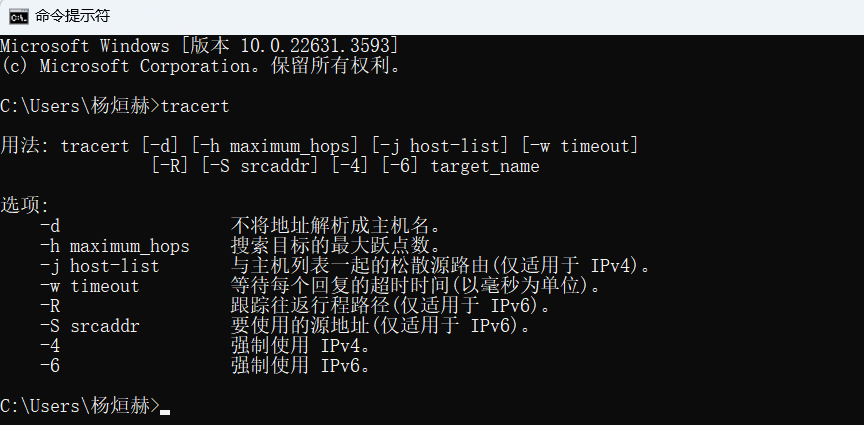 命令提示符
Microsoft Windows [版本 10.0.22631.3593]
(c) Microsoft Corporation。保留所有权利。
C:\Users\杨烜赫>tracert
用法: tracert [-d] [-h maximum_hops] [-j host-list] [-w timeout]
[-R] [-S srcaddr] [-4] [-6] target_name
选项:
-d 不将地址解析成主机名。
-h maximum_hops 搜索目标的最大跃点数。
-j host-list 与主机列表一起的松散源路由(仅适用于 IPv4)。
-w timeout 等待每个回复的超时时间(以毫秒为单位)。
-R 跟踪往返行程路径(仅适用于 IPv6)。
-S srcaddr 要使用的源地址(仅适用于 IPv6)。
-4 强制使用 IPv4。
-6 强制使用 IPv6。
C:\Users\杨烜赫>